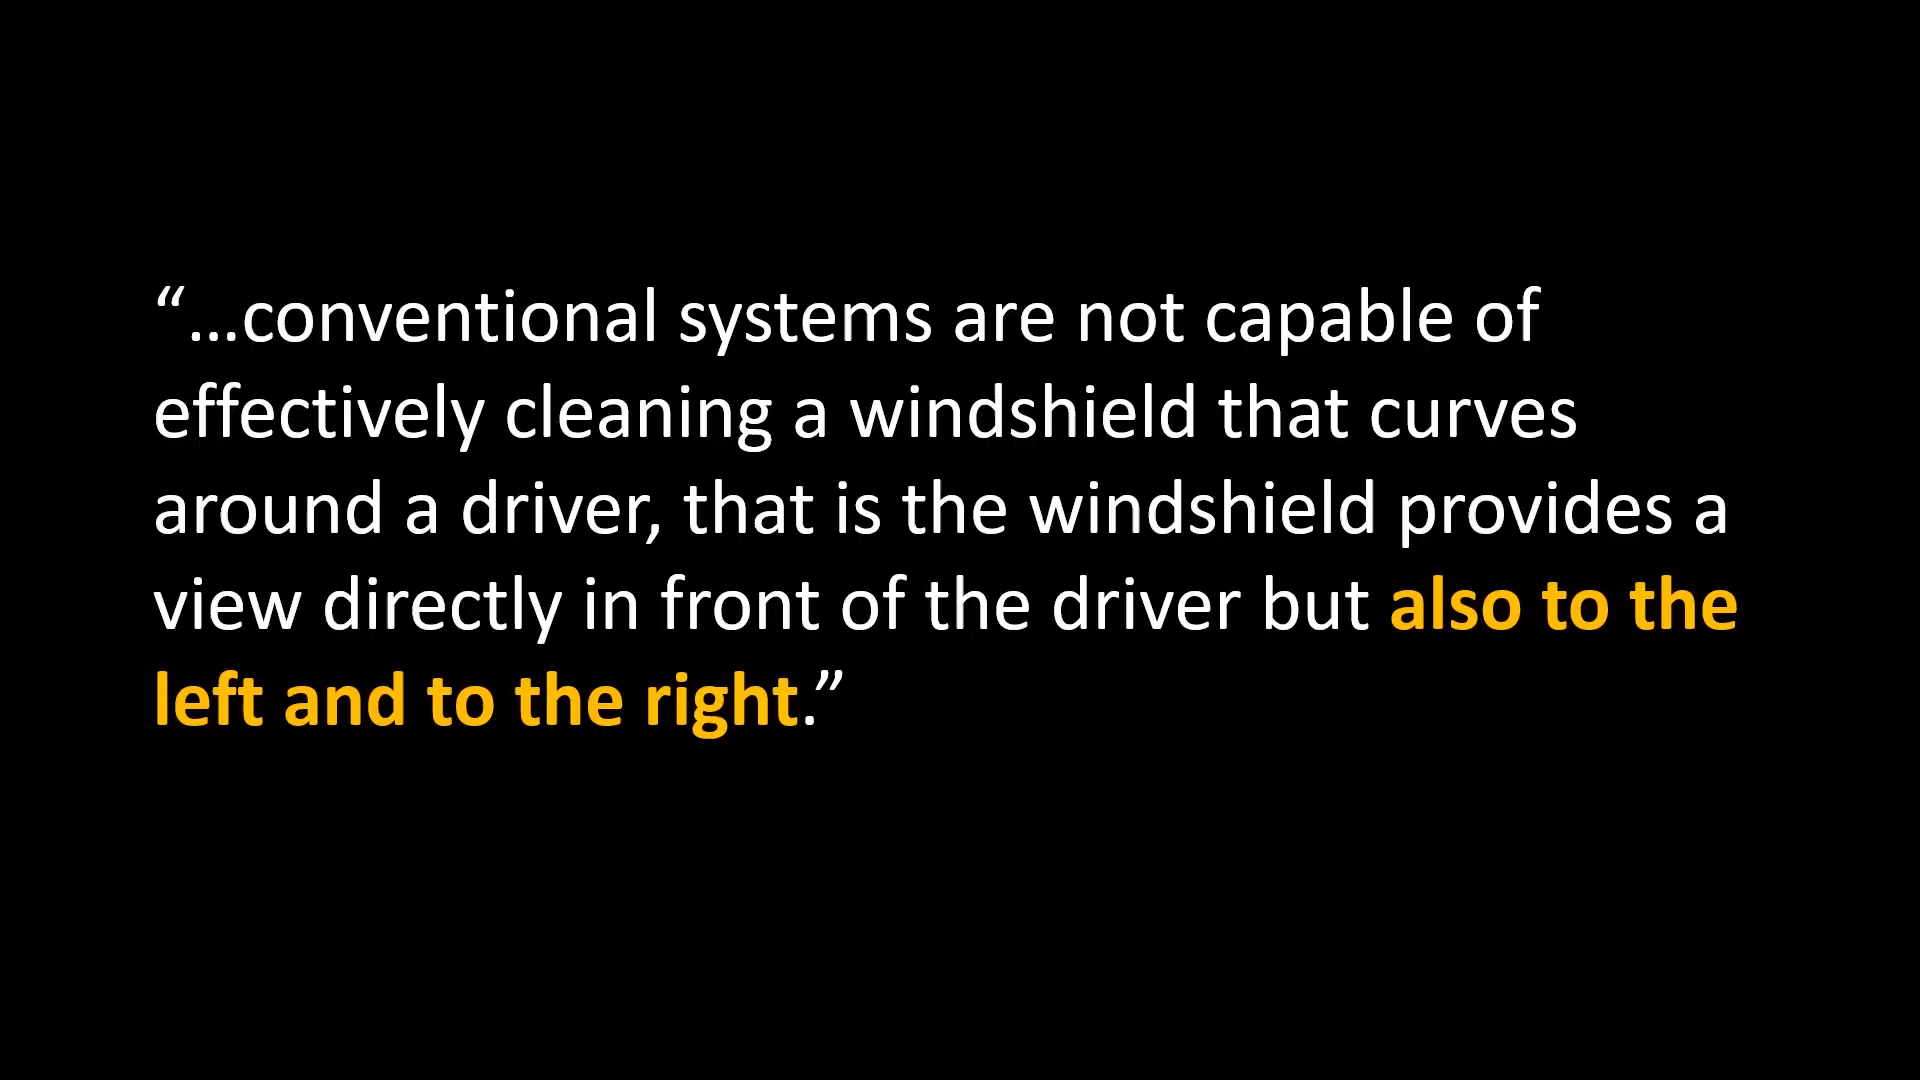 “…conventional systems are not capable of
effectively cleaning a windshield that curves
around a driver, that is the windshield provides a
view directly in front of the driver but also to the
left and to the right.”